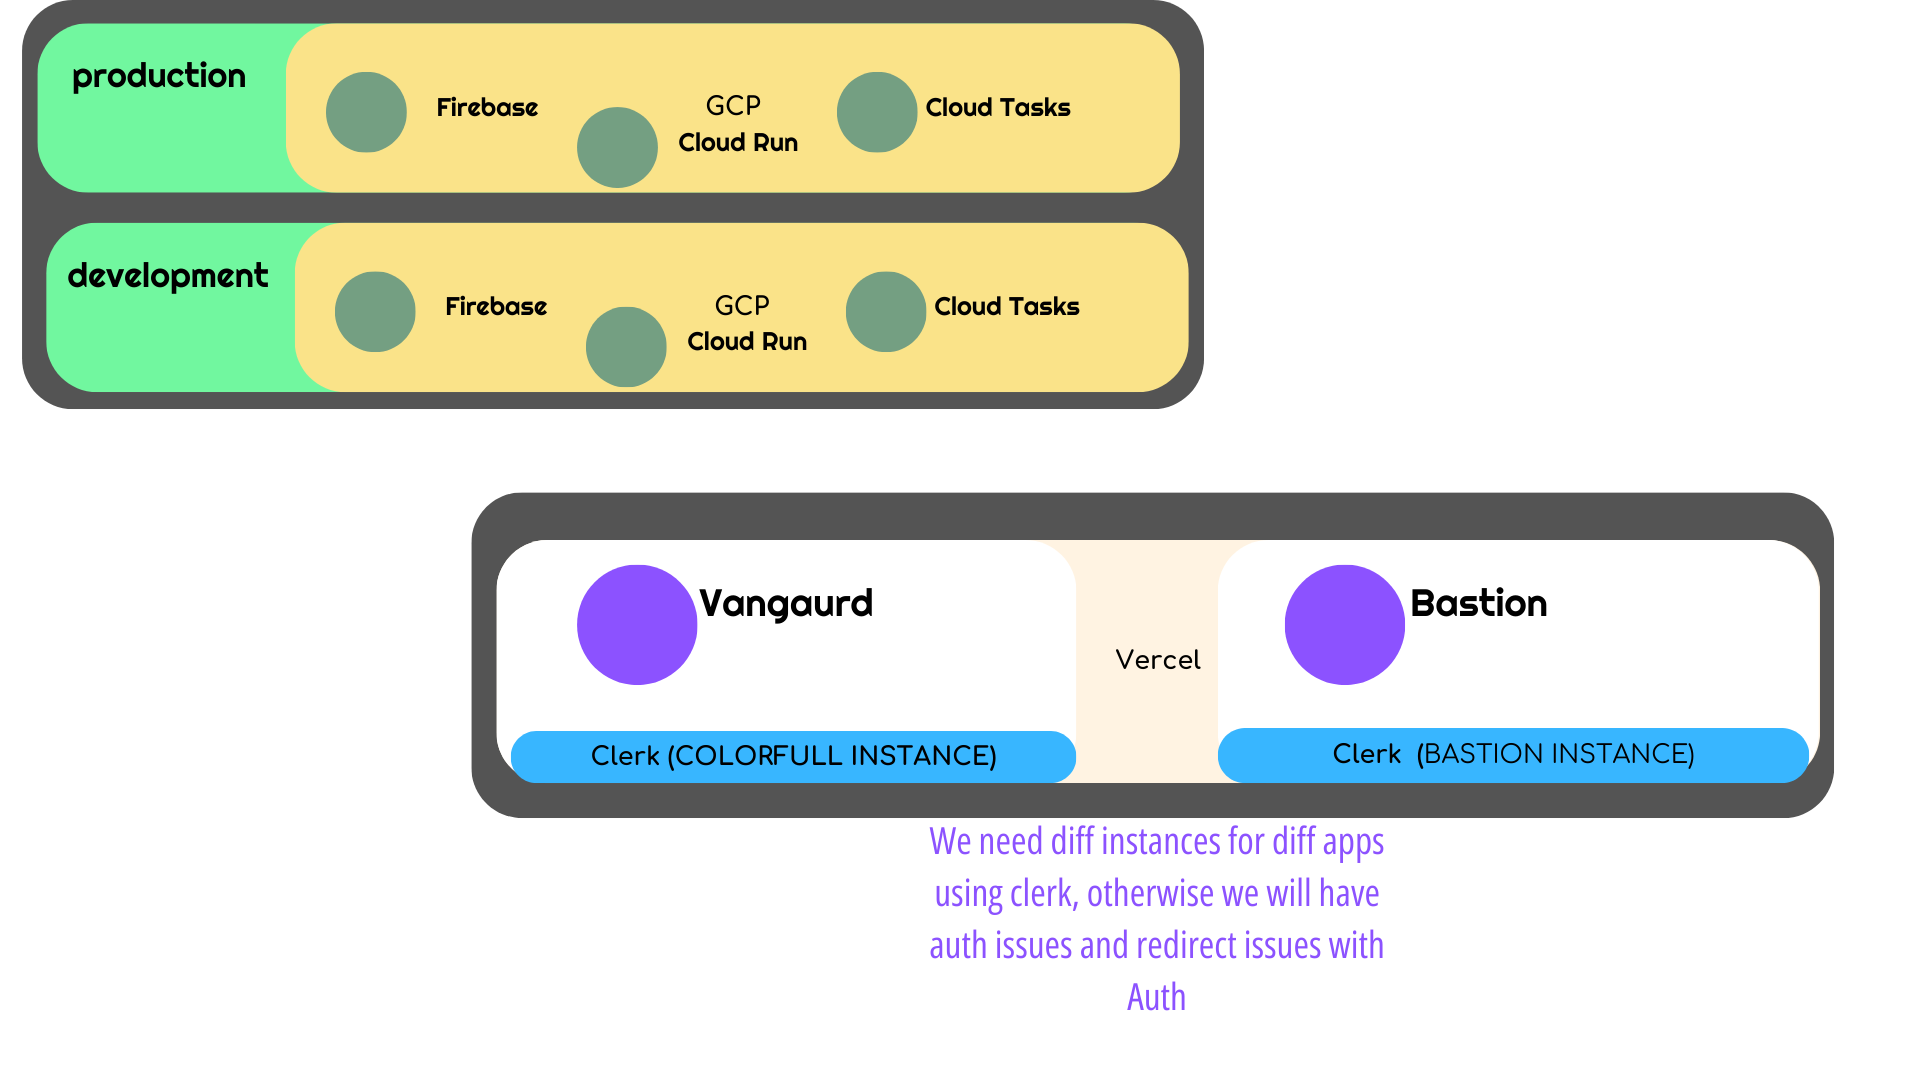 production
Firebase
GCP
Cloud Run
Cloud Tasks
development
Firebase
GCP
Cloud Run
Cloud Tasks
Vangaurd
Bastion
Vercel
Clerk (COLORFULL INSTANCE)
Clerk (BASTION INSTANCE)
We need diff instances for diff apps
using clerk, otherwise we will have
auth issues and redirect issues with
Auth